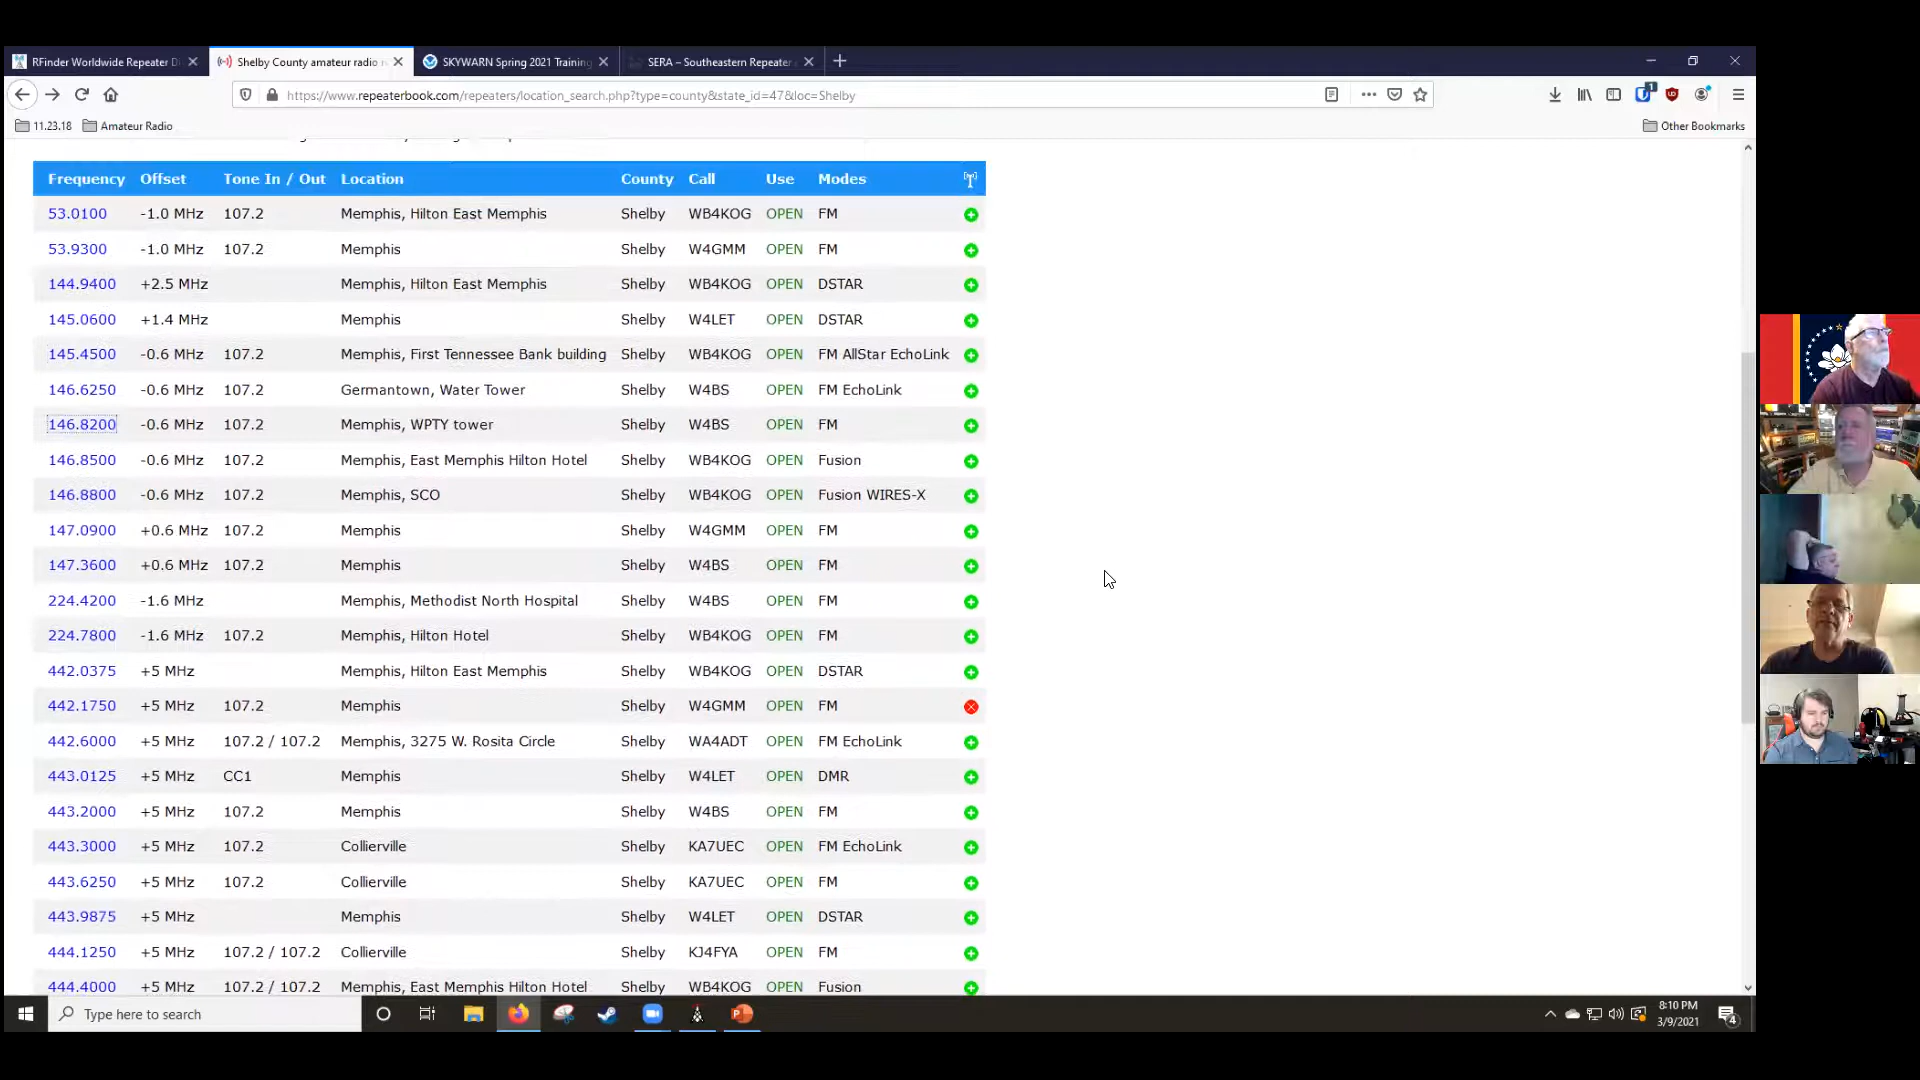 RFinder Worldwide Repeater D
Shelby County amateur radio r
SKYWARN Spring 2021 Training
SERA – Southeastern Repeater
https://www.repeaterbook.com/repeaters/location_search.php?type=county&state_id=47&loc=Shelby
11.23.18 Amateur Radio Other Bookmarks
Frequency Offset Tone In / Out Location County Call Use Modes
53.0100 -1.0 MHz 107.2 Memphis, Hilton East Memphis Shelby WB4KOG OPEN FM
53.9300 -1.0 MHz 107.2 Memphis Shelby W4GMM OPEN FM
144.9400 +2.5 MHz Memphis, Hilton East Memphis Shelby WB4KOG OPEN DSTAR
145.0600 +1.4 MHz Memphis Shelby W4LET OPEN DSTAR
145.4500 -0.6 MHz 107.2 Memphis, First Tennessee Bank building Shelby WB4KOG OPEN FM AllStar EchoLink
146.6250 -0.6 MHz 107.2 Germantown, Water Tower Shelby W4BS OPEN FM EchoLink
146.8200 -0.6 MHz 107.2 Memphis, WPTY tower Shelby W4BS OPEN FM
146.8500 -0.6 MHz 107.2 Memphis, East Memphis Hilton Hotel Shelby WB4KOG OPEN Fusion
146.8800 -0.6 MHz 107.2 Memphis, SCO Shelby WB4KOG OPEN Fusion WIRES-X
147.0900 +0.6 MHz 107.2 Memphis Shelby W4GMM OPEN FM
147.3600 +0.6 MHz 107.2 Memphis Shelby W4BS OPEN FM
224.4200 -1.6 MHz Memphis, Methodist North Hospital Shelby W4BS OPEN FM
224.7800 -1.6 MHz 107.2 Memphis, Hilton Hotel Shelby WB4KOG OPEN FM
442.0375 +5 MHz Memphis, Hilton East Memphis Shelby WB4KOG OPEN DSTAR
442.1750 +5 MHz 107.2 Memphis Shelby W4GMM OPEN FM
442.6000 +5 MHz 107.2 / 107.2 Memphis, 3275 W. Rosita Circle Shelby WA4ADT OPEN FM EchoLink
443.0125 +5 MHz CC1 Memphis Shelby W4LET OPEN DMR
443.2000 +5 MHz 107.2 Memphis Shelby W4BS OPEN FM
443.3000 +5 MHz 107.2 Collierville Shelby KA7UEC OPEN FM EchoLink
443.6250 +5 MHz 107.2 Collierville Shelby KA7UEC OPEN FM
443.9875 +5 MHz Memphis Shelby W4LET OPEN DSTAR
444.1250 +5 MHz 107.2 / 107.2 Collierville Shelby KJ4FYA OPEN FM
444.4000 +5 MHz 107.2 / 107.2 Memphis, East Memphis Hilton Hotel Shelby WB4KOG OPEN Fusion
Type here to search
8:10 PM
3/9/2021
4